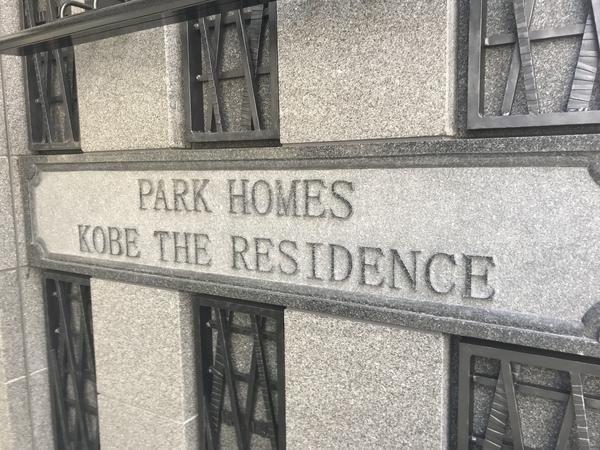 PARK HOMES
KOBE THE RESIDENCE